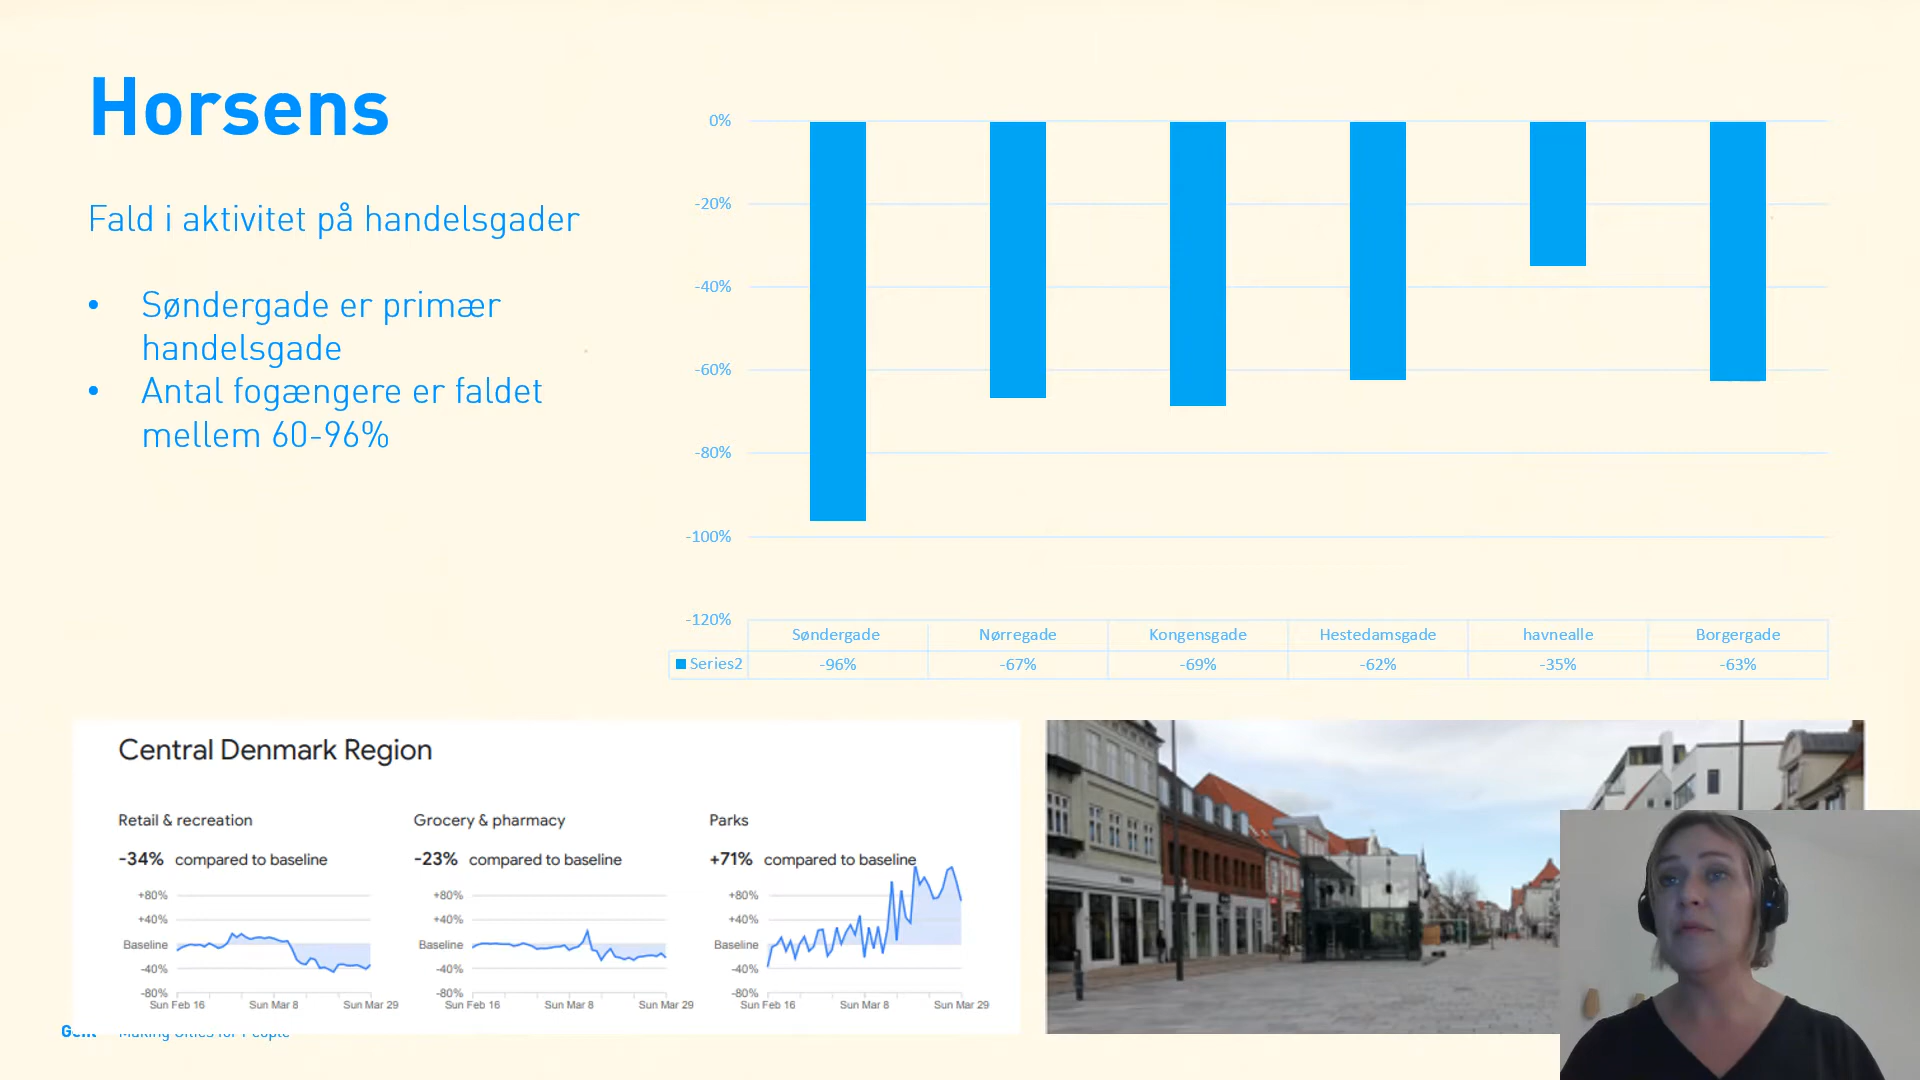 Horsens
Fald i aktivitet på handelsgader
• Søndergade er primær
handelsgade
• Antal fogængere er faldet
mellem 60-96%
0%
-20%
-40%
-60%
-80%
-100%
-120%
Søndergade Nørregade Kongensgade Hestedamsgade havnealle Borgergade
Series2 -96% -67% -69% -62% -35% -63%
Central Denmark Region
Retail & recreation
-34% compared to baseline
+80%
+40%
Baseline
-40%
-80%
Sun Feb 16 Sun Mar 8 Sun Mar 29
Grocery & pharmacy
-23% compared to baseline
+80%
+40%
Baseline
-40%
-80%
Sun Feb 16 Sun Mar 8 Sun Mar 29
Parks
+71% compared to baseline
+80%
+40%
Baseline
-40%
-80%
Sun Feb 16 Sun Mar 8 Sun Mar 29
Gehl Making Cities for People